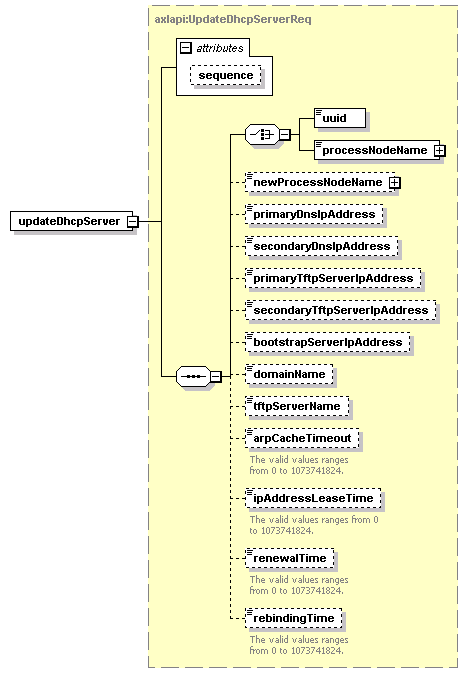 axlapi:UpdateDhcpServerReq
attributes
sequence
uuid
processNodeName
newProcessNodeName
primaryDnsIpAddress
updateDhcpServer
secondaryDnsIpAddress
primaryTftpServerIpAddress
secondaryTftpServerIpAddress
bootstrapServerIpAddress
domainName
tftpServerName
arpCacheTimeout
The valid values ranges
from 0 to 1073741824.
ipAddressLeaseTime
The valid values ranges from 0
to 1073741824.
renewalTime
The valid values ranges
from 0 to 1073741824.
rebindingTime
The valid values ranges
from 0 to 1073741824.